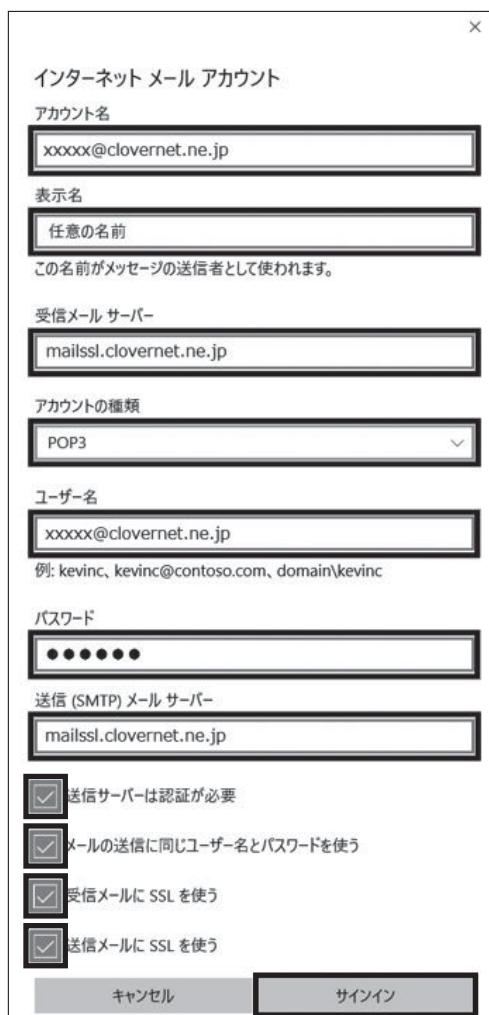 ×
インターネット メール アカウント
アカウント名
xxxxx@clovernet.ne.jp
表示名
任意の名前
この名前がメッセージの送信者として使われます。
受信メール サーバー
mailssl.clovernet.ne.jp
アカウントの種類
POP3
ユーザー名
xxxxx@clovernet.ne.jp
例: kevinc、kevinc@contoso.com、domain\kevinc
パスワード
●●●●●●
送信 (SMTP) メール サーバー
mailssl.clovernet.ne.jp
送信サーバーは認証が必要
メールの送信に同じユーザー名とパスワードを使う
受信メールに SSL を使う
送信メールに SSL を使う
キャンセル サインイン